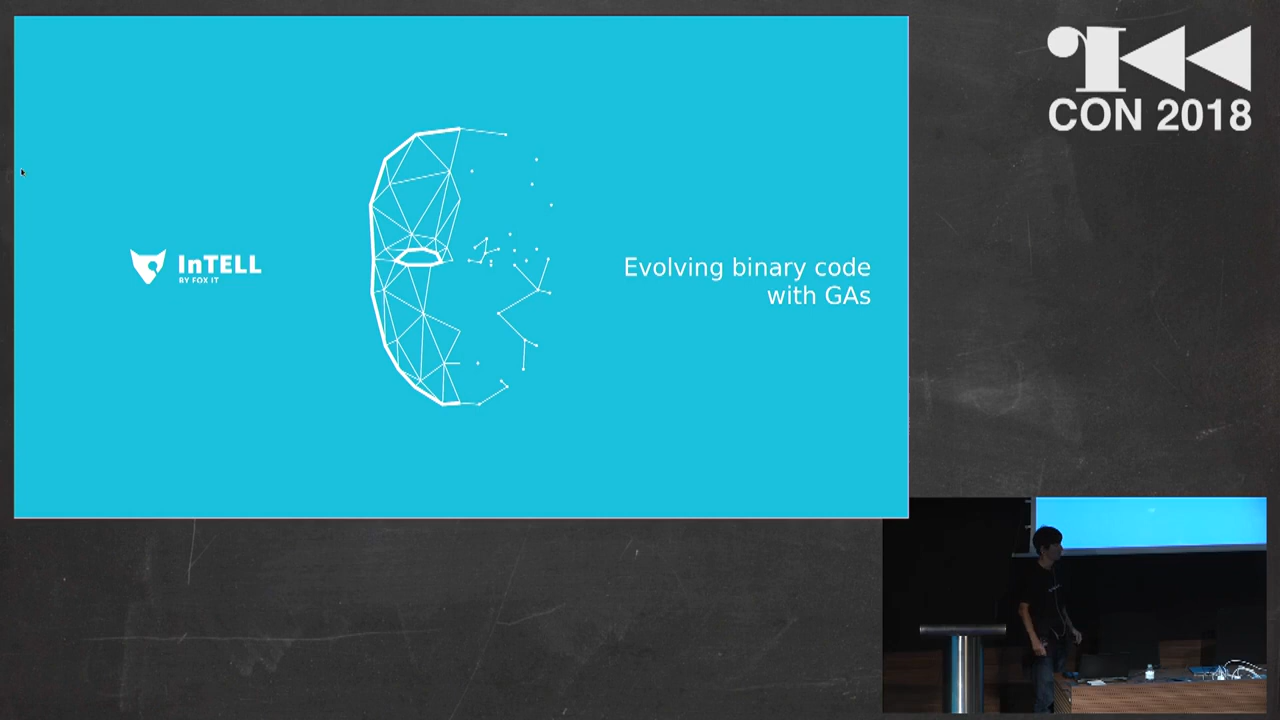 InTELL
BY FOX IT
Evolving binary code
with GAs
CON 2018